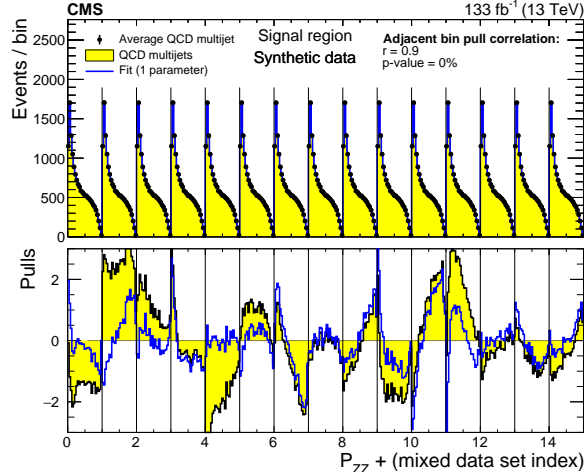 CMS 133 fb⁻¹ (13 TeV)
Average QCD multijet
QCD multijets
Fit (1 parameter)
Signal region
Synthetic data
Adjacent bin pull correlation:
r = 0.9
p-value = 0%
Events / bin
2500
2000
1500
1000
500
0
Pulls
2
0
−2
0 2 4 6 8 10 12 14
P_ZZ + (mixed data set index)